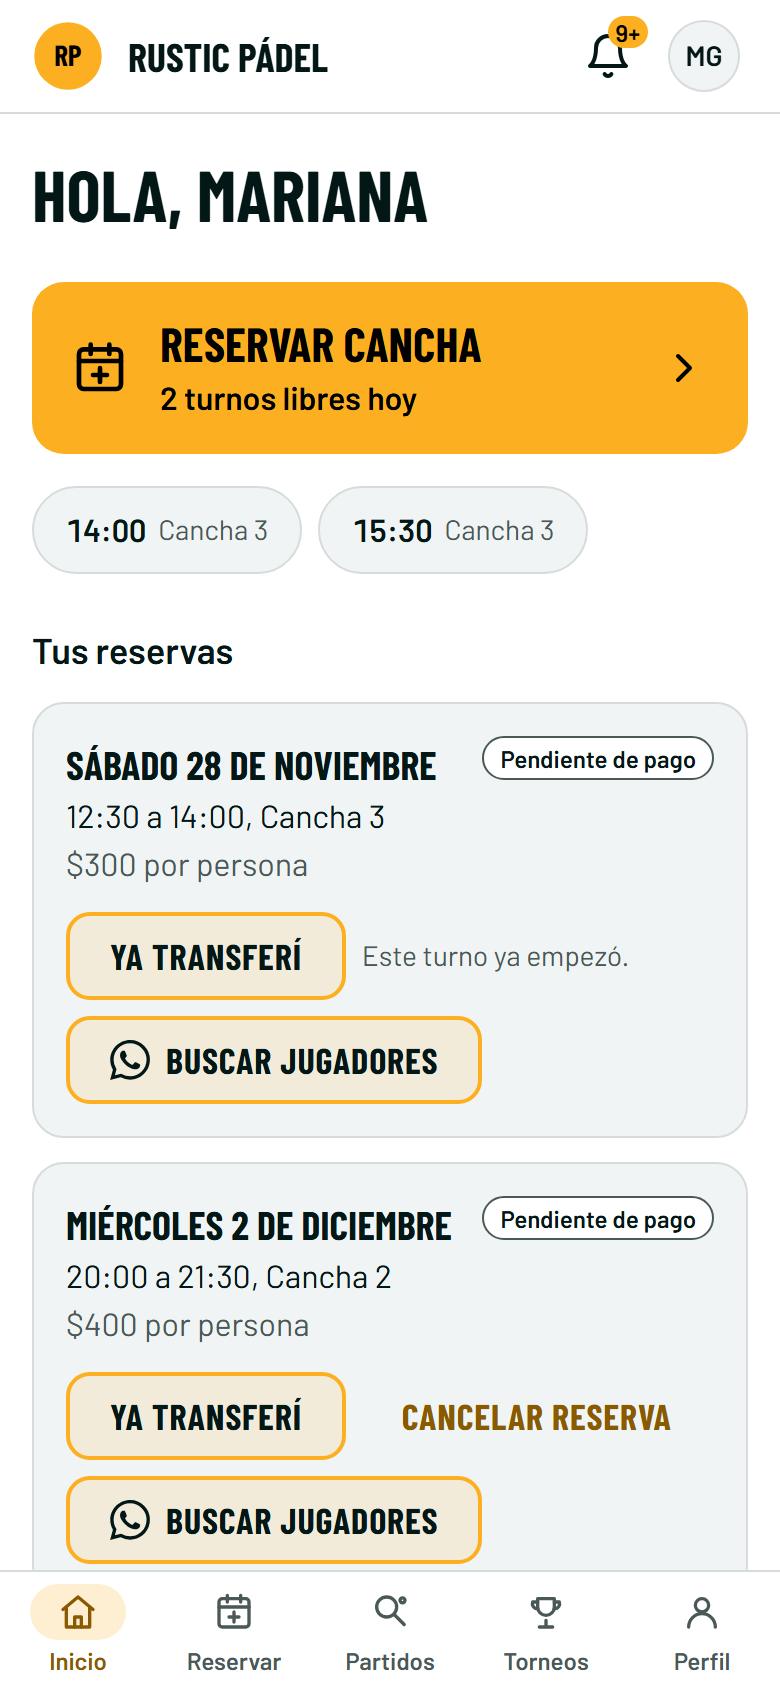 RP RUSTIC PÁDEL 9+ MG
HOLA, MARIANA
RESERVAR CANCHA
2 turnos libres hoy
14:00 Cancha 3 15:30 Cancha 3
Tus reservas
SÁBADO 28 DE NOVIEMBRE Pendiente de pago
12:30 a 14:00, Cancha 3
$300 por persona
YA TRANSFERÍ Este turno ya empezó.
BUSCAR JUGADORES
MIÉRCOLES 2 DE DICIEMBRE Pendiente de pago
20:00 a 21:30, Cancha 2
$400 por persona
YA TRANSFERÍ CANCELAR RESERVA
BUSCAR JUGADORES
Inicio Reservar Partidos Torneos Perfil